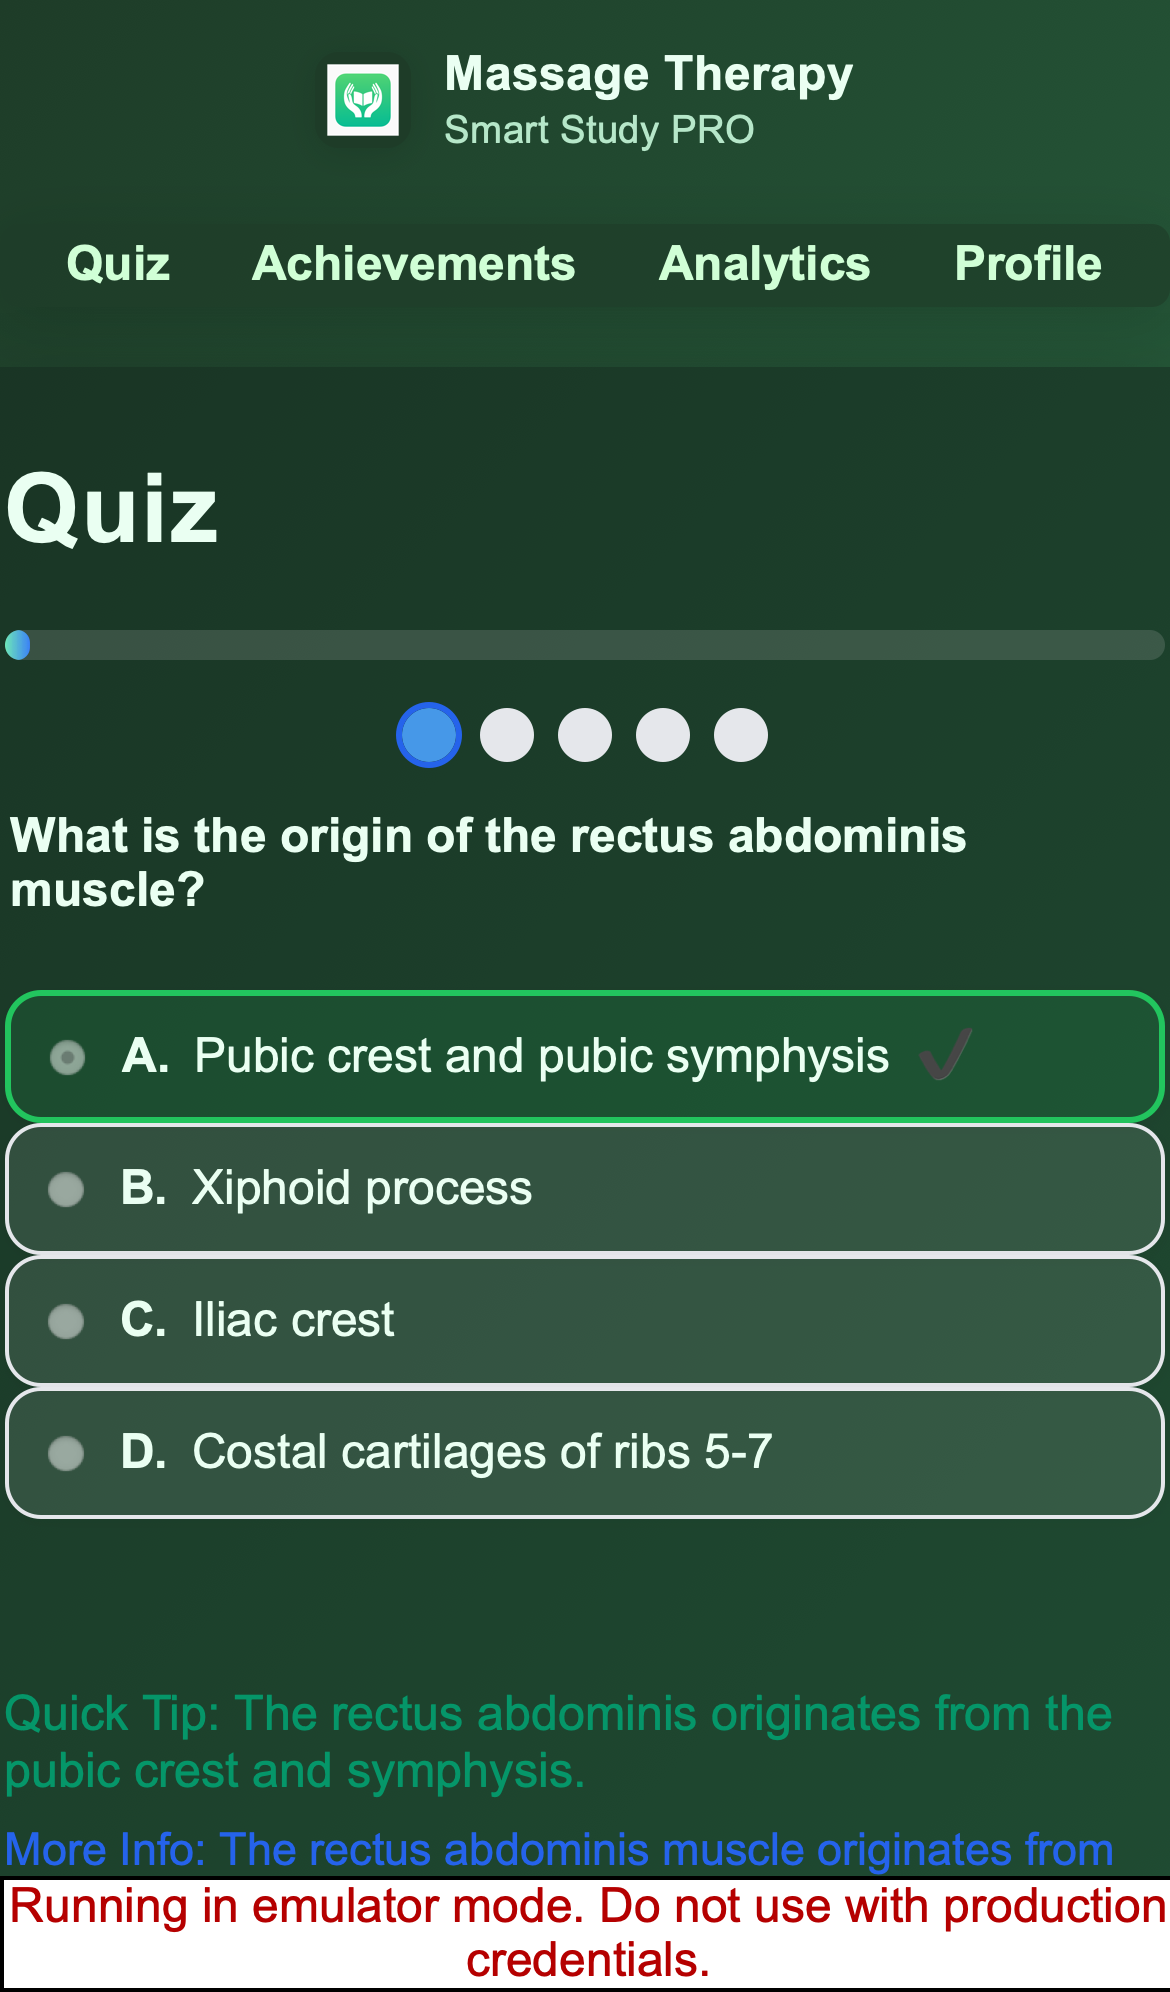 Massage Therapy
Smart Study PRO
Quiz Achievements Analytics Profile
Quiz
What is the origin of the rectus abdominis
muscle?
A. Pubic crest and pubic symphysis ✓
B. Xiphoid process
C. Iliac crest
D. Costal cartilages of ribs 5-7
Quick Tip: The rectus abdominis originates from the
pubic crest and symphysis.
More Info: The rectus abdominis muscle originates from
Running in emulator mode. Do not use with production
credentials.